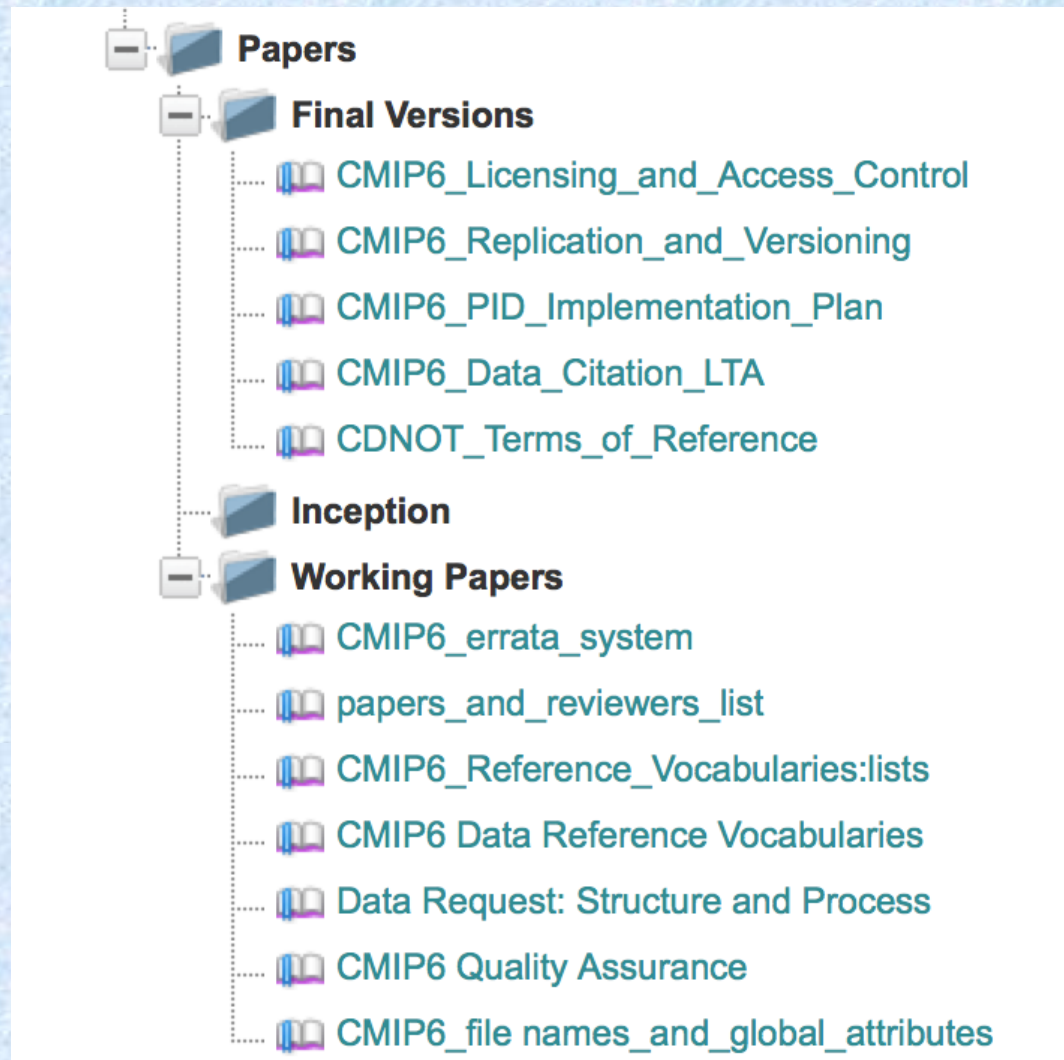 Papers
Final Versions
CMIP6_Licensing_and_Access_Control
CMIP6_Replication_and_Versioning
CMIP6_PID_Implementation_Plan
CMIP6_Data_Citation_LTA
CDNOT_Terms_of_Reference
Inception
Working Papers
CMIP6_errata_system
papers_and_reviewers_list
CMIP6_Reference_Vocabularies:lists
CMIP6 Data Reference Vocabularies
Data Request: Structure and Process
CMIP6 Quality Assurance
CMIP6_file names_and_global_attributes